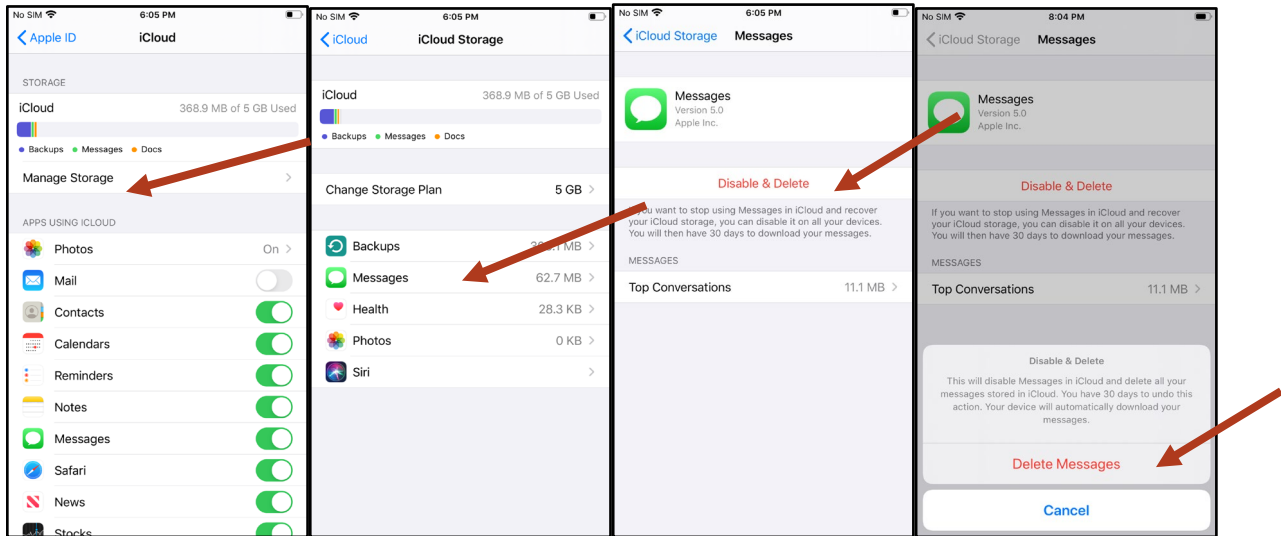 No SIM 6:05 PM
Apple ID iCloud
STORAGE
iCloud 368.9 MB of 5 GB Used
Backups Messages Docs
Manage Storage
APPS USING ICLOUD
Photos On
Mail
Contacts
Calendars
Reminders
Notes
Messages
Safari
News
Stocks
No SIM 6:05 PM
iCloud iCloud Storage
iCloud 368.9 MB of 5 GB Used
Backups Messages Docs
Change Storage Plan 5 GB
Backups MB
Messages 62.7 MB
Health 28.3 KB
Photos 0 KB
Siri
No SIM 6:05 PM
iCloud Storage Messages
Messages
Version 5.0
Apple Inc.
Disable & Delete
you want to stop using Messages in iCloud and recover
your iCloud storage, you can disable it on all your devices.
You will then have 30 days to download your messages.
MESSAGES
Top Conversations 11.1 MB
No SIM 8:04 PM
iCloud Storage Messages
Messages
Version 5.0
Apple Inc.
Disable & Delete
If you want to stop using Messages in iCloud and recover
your iCloud storage, you can disable it on all your devices.
You will then have 30 days to download your messages.
MESSAGES
Top Conversations 11.1 MB
Disable & Delete
This will disable Messages in iCloud and delete all your
messages stored in iCloud. You have 30 days to undo this
action. Your device will automatically download your
messages.
Delete Messages
Cancel